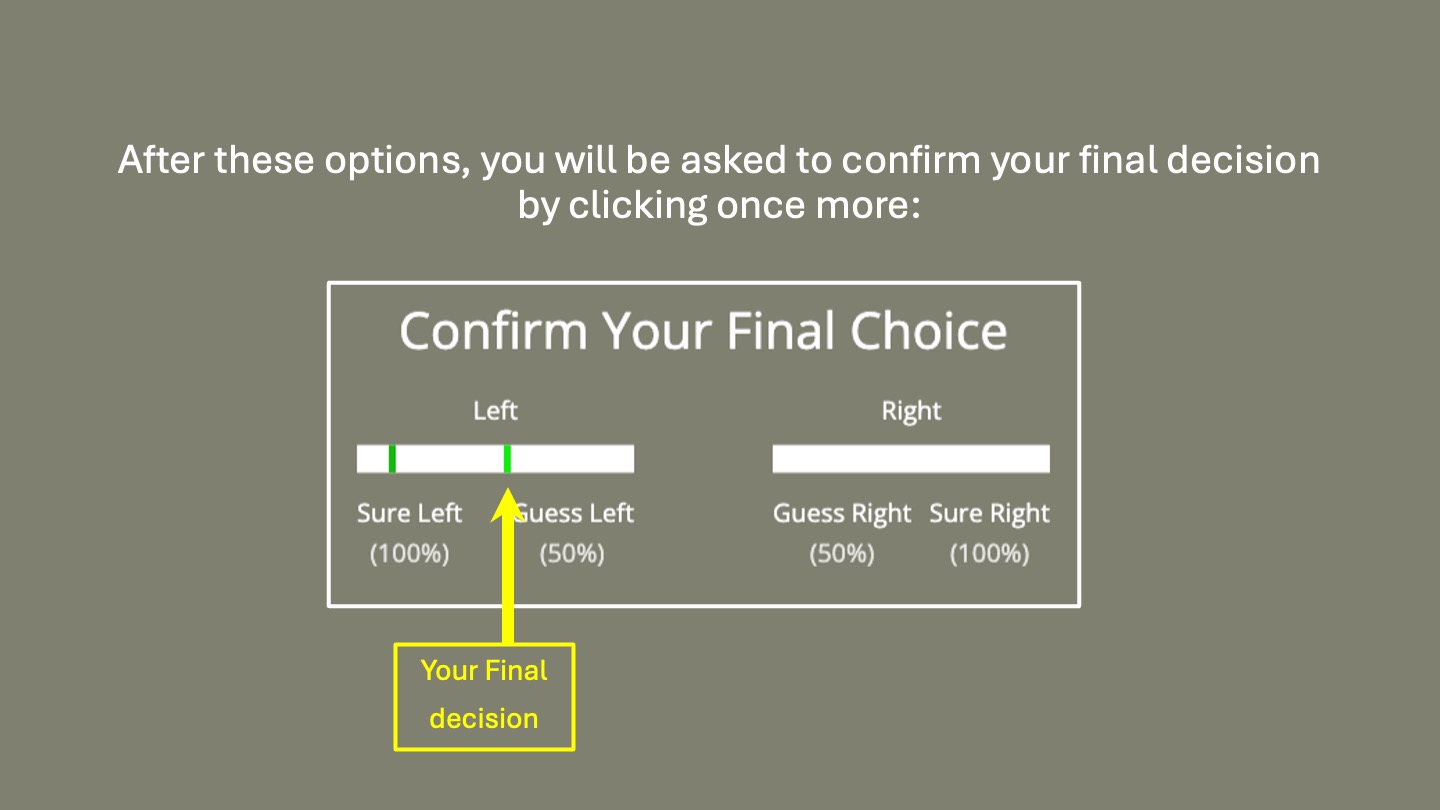 After these options, you will be asked to confirm your final decision
by clicking once more:
Confirm Your Final Choice
Left
Right
Sure Left
Guess Left
Guess Right
Sure Right
(100%)
(50%)
(50%)
(100%)
Your Final
decision